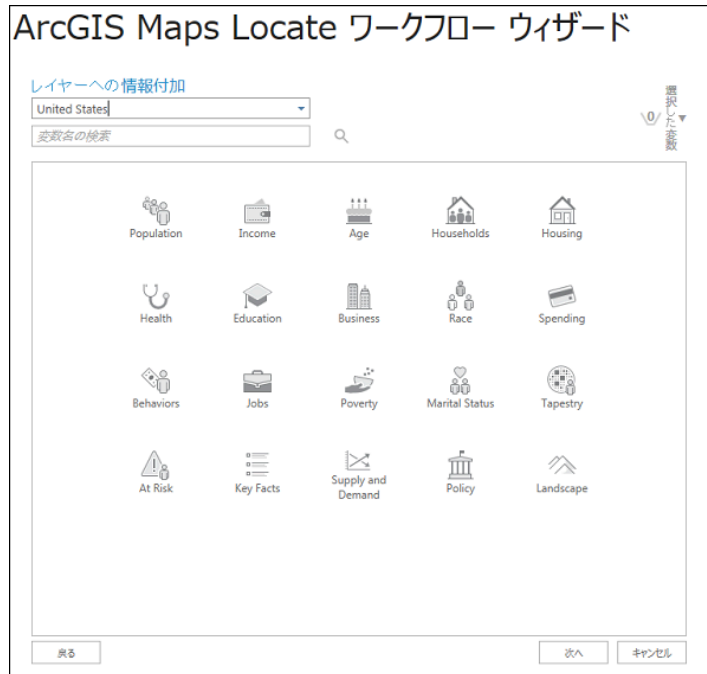 ArcGIS Maps Locate ワークフロー ウィザード
レイヤーへの情報付加
United States
変数名の検索
0
選択した変数
Population Income Age Households Housing
Health Education Business Race Spending
Behaviors Jobs Poverty Marital Status Tapestry
At Risk Key Facts Supply and Demand Policy Landscape
戻る 次へ キャンセル